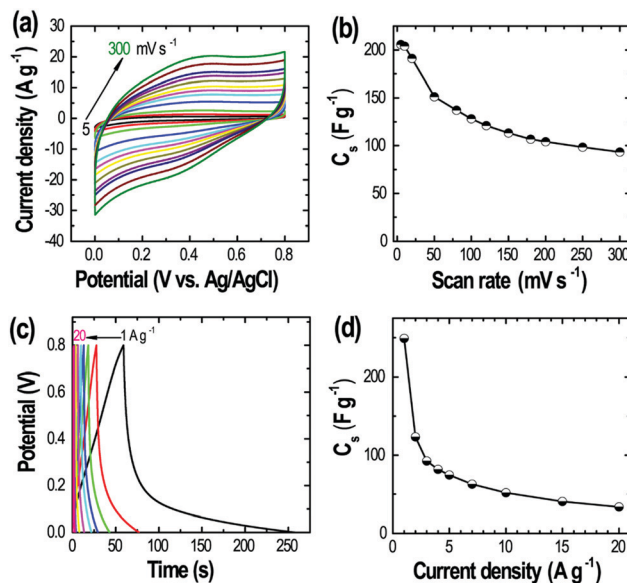 (a)
30
20
10
0
-10
-20
-30
-40
300 mV s⁻¹
5
Current density (A g⁻¹)
0.0 0.2 0.4 0.6 0.8
Potential (V vs. Ag/AgCl)
(b)
200
150
100
50
0
Cₛ (F g⁻¹)
0 50 100 150 200 250 300
Scan rate (mV s⁻¹)
(c)
20 1 A g⁻¹
0.8
0.6
0.4
0.2
0.0
Potential (V)
0 50 100 150 200 250
Time (s)
(d)
200
100
0
Cₛ (F g⁻¹)
0 5 10 15 20
Current density (A g⁻¹)